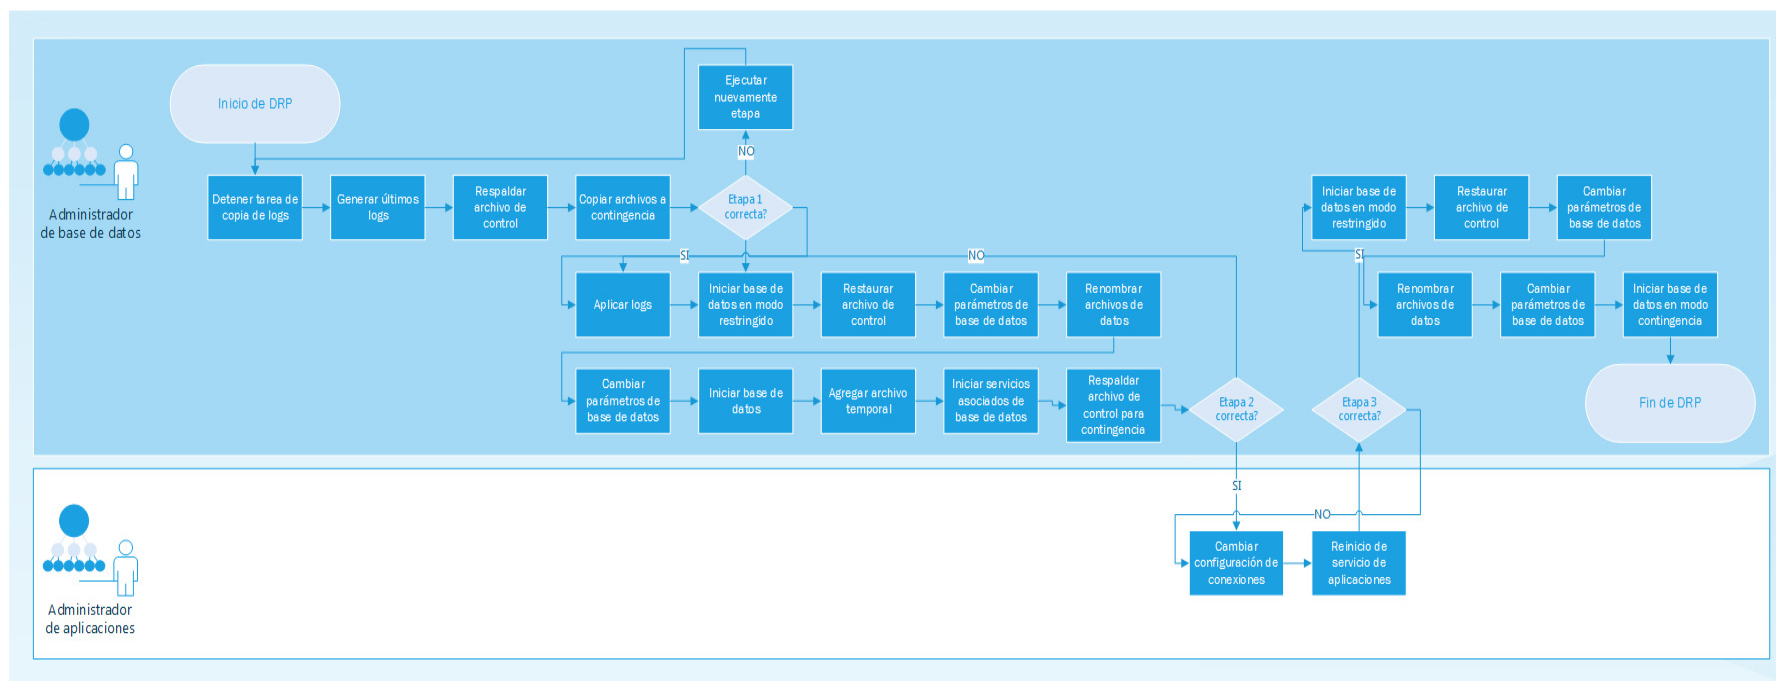 Inicio de DRP
Ejecutar
nuevamente
etapa
NO
Administrador
de base de datos
Detener tarea de
copia de logs
Generar últimos
logs
Respaldar
archivo de
control
Copiar archivos a
contingencia
Etapa 1
correcta?
Iniciar base de
datos en modo
restringido
Restaurar
archivo de
control
Cambiar
parámetros de
base de datos
SI
NO
SI
Aplicar logs
Iniciar base de
datos en modo
restringido
Restaurar
archivo de
control
Cambiar
parámetros de
base de datos
Renombrar
archivos de
datos
Renombrar
archivos de
datos
Cambiar
parámetros de
base de datos
Iniciar base de
datos en modo
contingencia
Cambiar
parámetros de
base de datos
Iniciar base de
datos
Agregar archivo
temporal
Iniciar servicios
asociados de
base de datos
Respaldar
archivo de
control para
contingencia
Etapa 2
correcta?
Etapa 3
correcta?
Fin de DRP
SI
NO
Administrador
de aplicaciones
Cambiar
configuración de
conexiones
Reinicio de
servicio de
aplicaciones